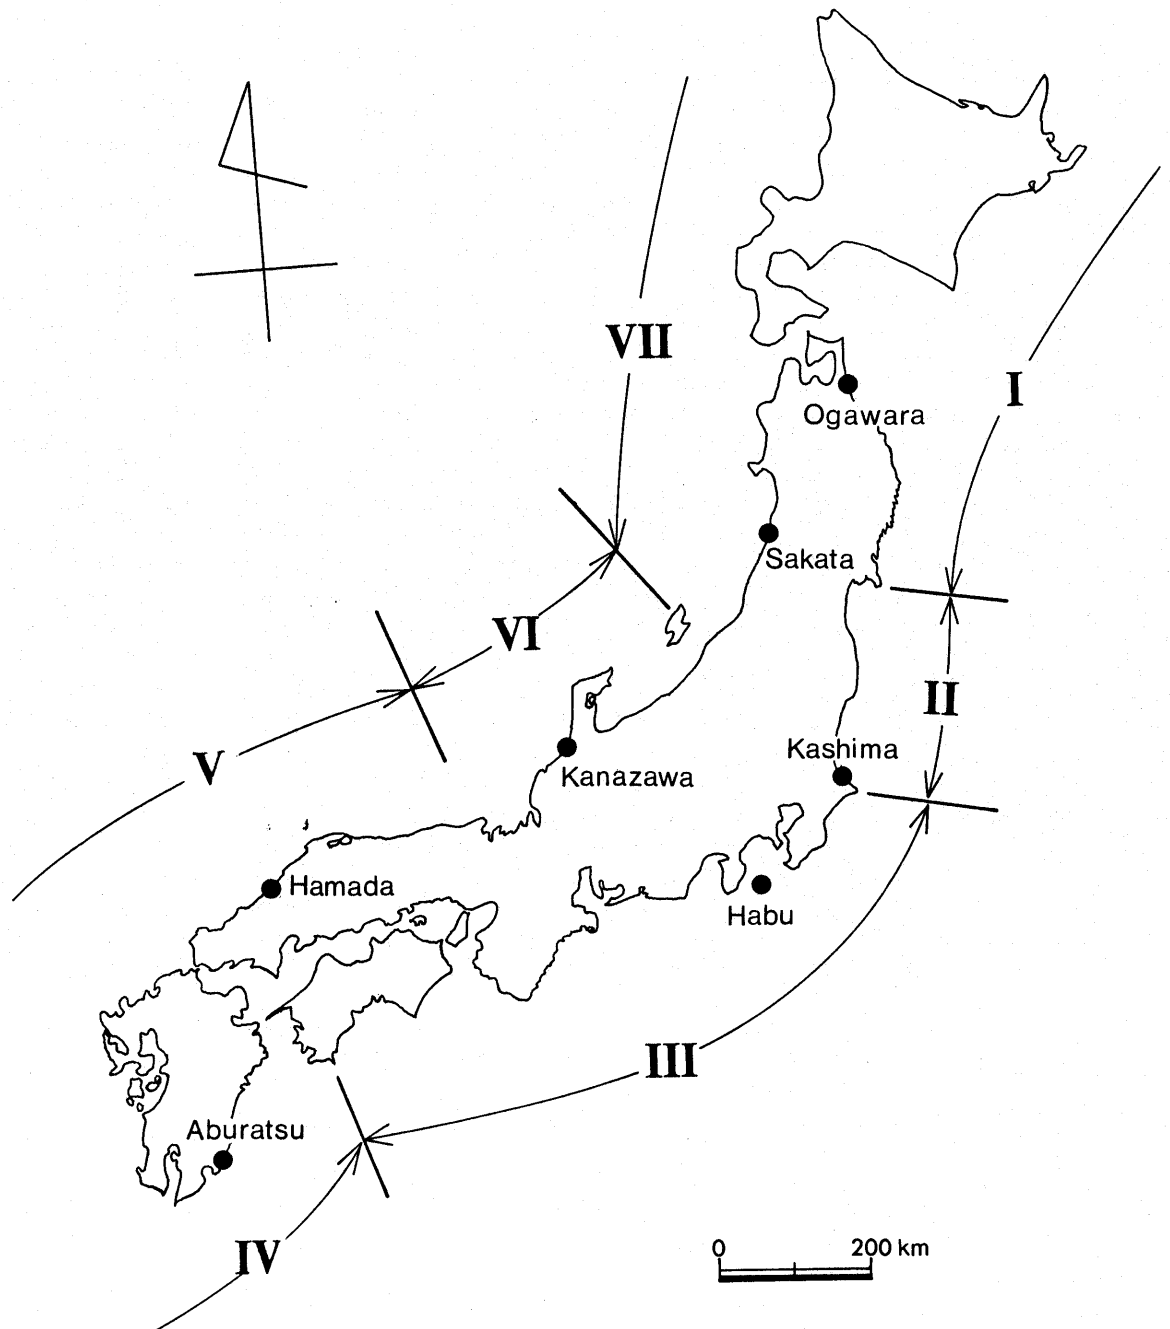 VII
I
Ogawara
Sakata
VI
II
V
Kashima
Kanazawa
Hamada
Habu
III
Aburatsu
IV
0 200 km